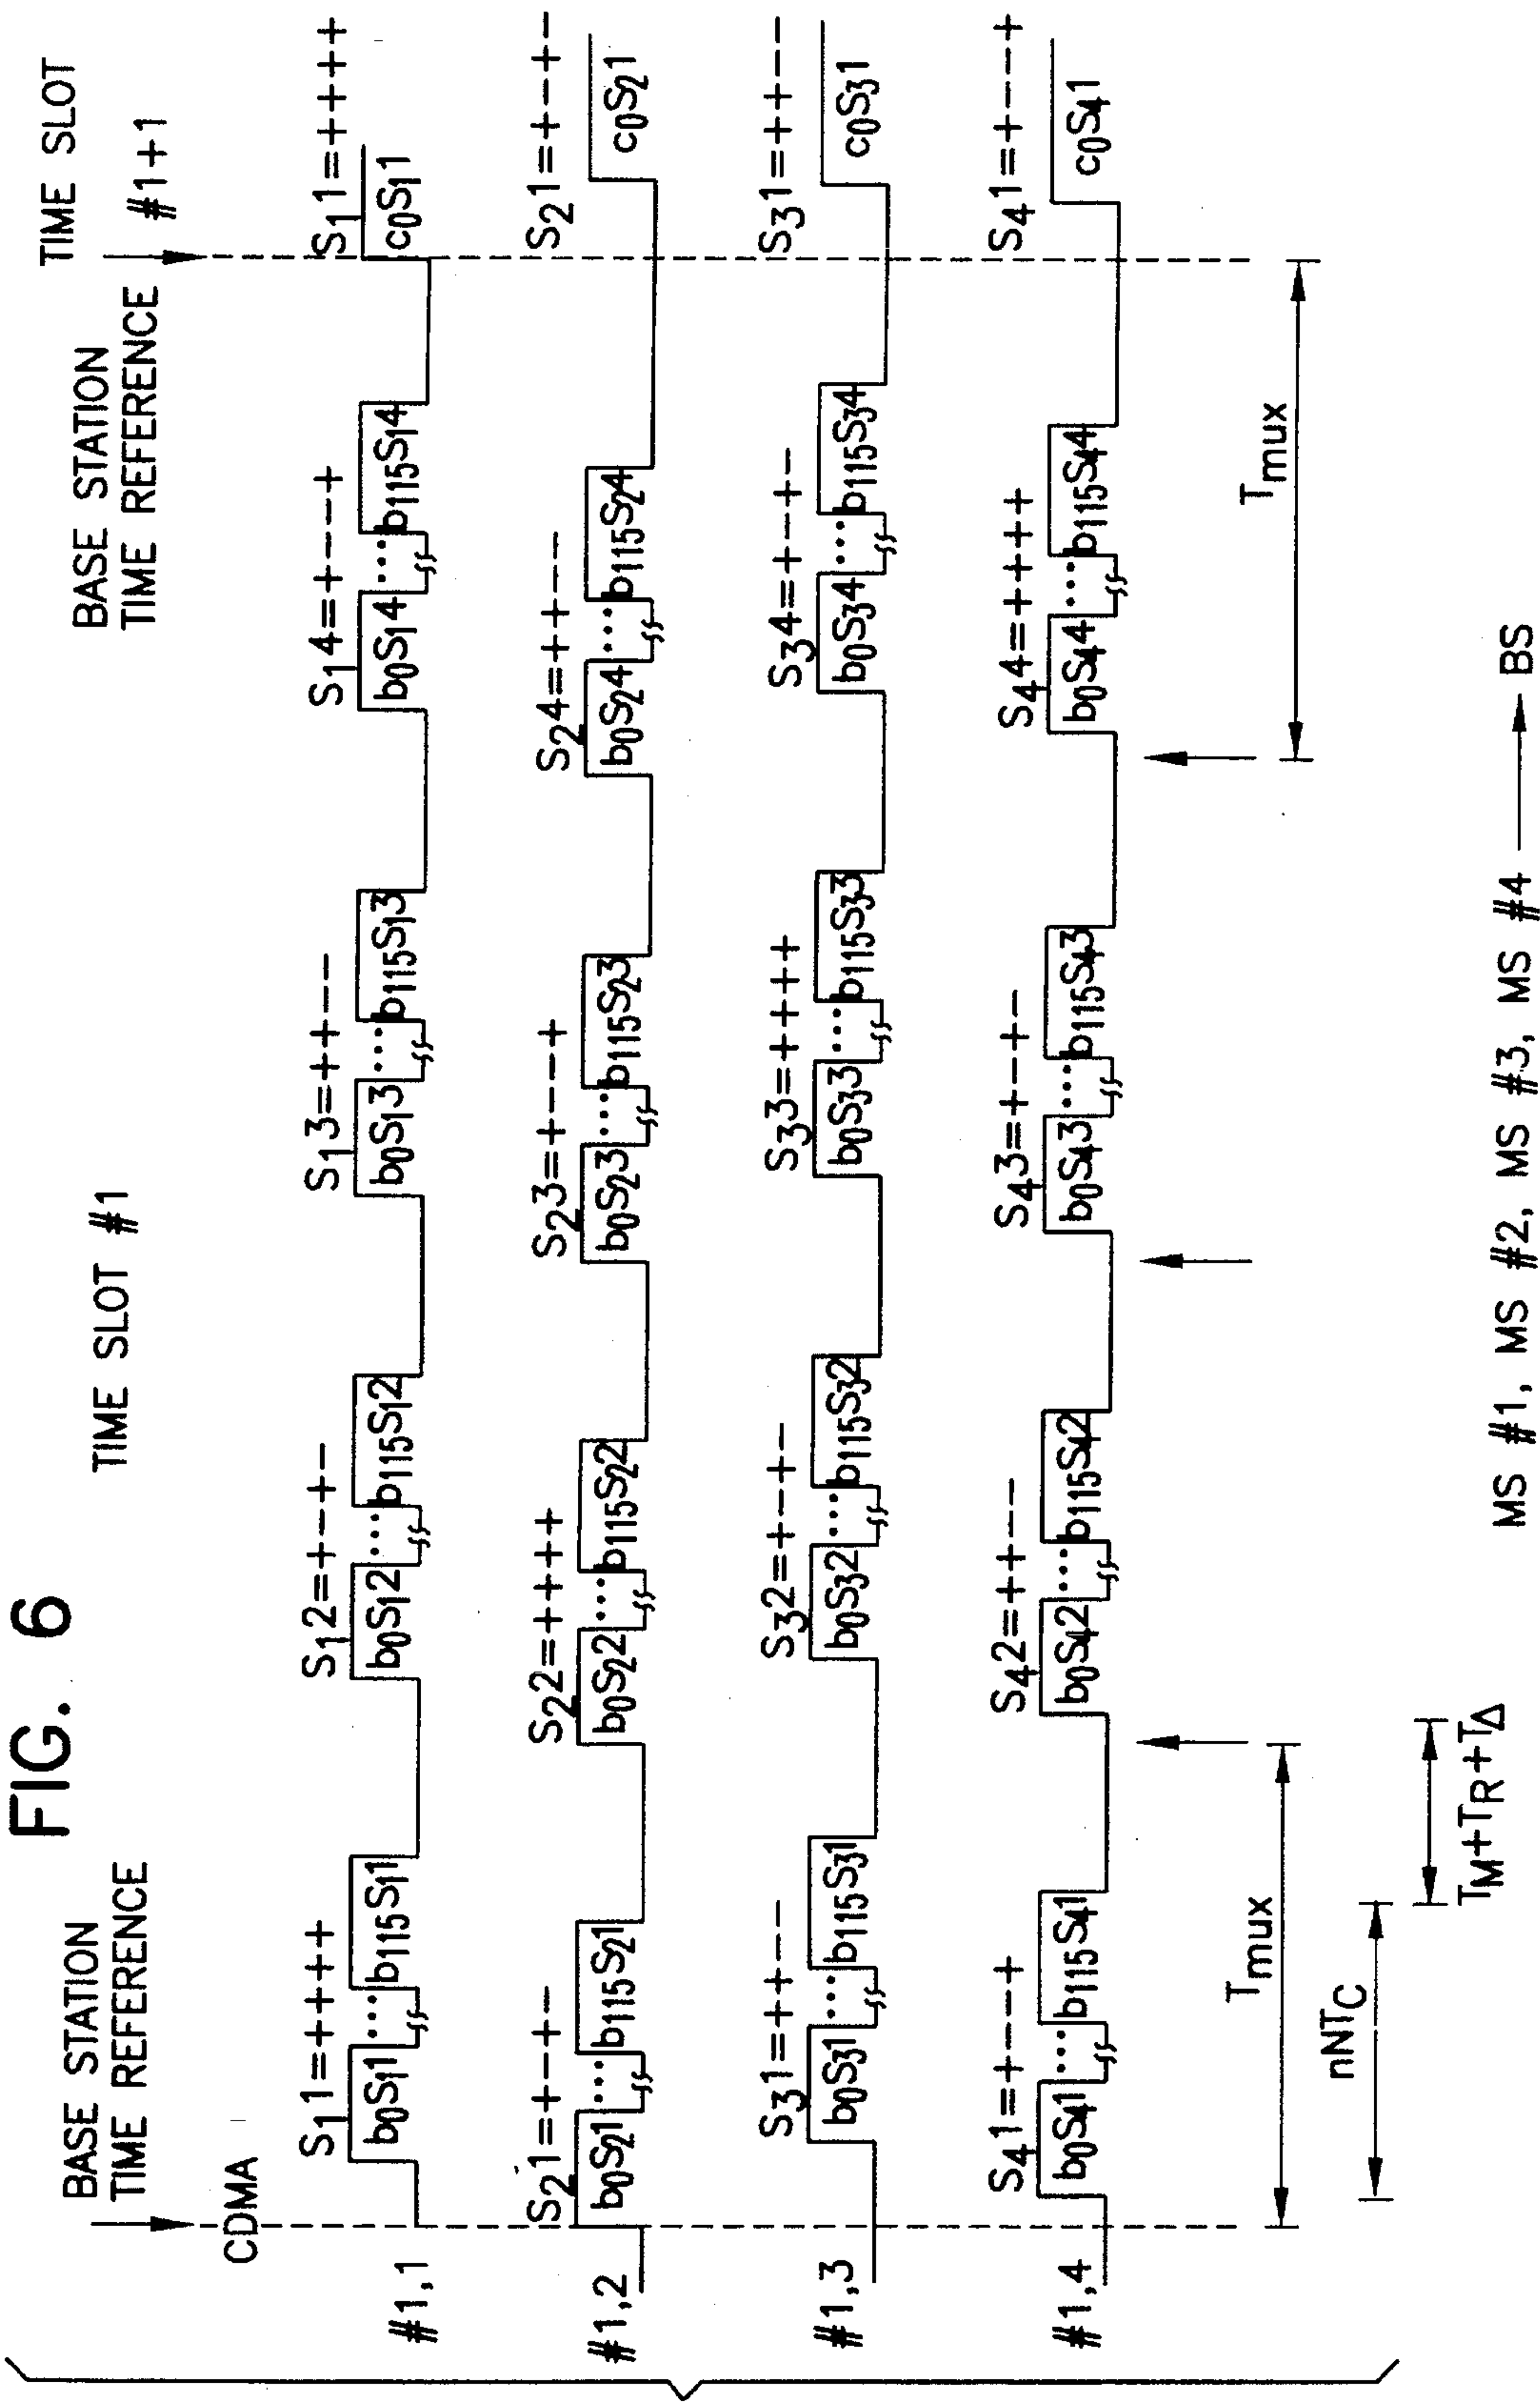 FIG. 6
BASE STATION
TIME REFERENCE
TIME SLOT #1
BASE STATION
TIME REFERENCE
TIME SLOT
#1+1
CDMA
S₁1=++++
S₁2=+-+-
S₁3=++--
S₁4=+--+
S₁1=++++
#1,1
b₀S₁1 ... b₁₁₅S₁1
b₀S₁2 ... b₁₁₅S₁2
b₀S₁3 ... b₁₁₅S₁3
b₀S₁4 ... b₁₁₅S₁4
c₀S₁1
S₂1=+-+-
S₂2=++++
S₂3=+--+
S₂4=++--
S₂1=+-+-
#1,2
b₀S₂1 ... b₁₁₅S₂1
b₀S₂2 ... b₁₁₅S₂2
b₀S₂3 ... b₁₁₅S₂3
b₀S₂4 ... b₁₁₅S₂4
c₀S₂1
S₃1=++--
S₃2=+-+-
S₃3=++++
S₃4=+-+-
S₃1=++--
#1,3
b₀S₃1 ... b₁₁₅S₃1
b₀S₃2 ... b₁₁₅S₃2
b₀S₃3 ... b₁₁₅S₃3
b₀S₃4 ... b₁₁₅S₃4
c₀S₃1
S₄1=+--+
S₄2=++--
S₄3=+-+-
S₄4=++++
S₄1=+--+
#1,4
b₀S₄1 ... b₁₁₅S₄1
b₀S₄2 ... b₁₁₅S₄2
b₀S₄3 ... b₁₁₅S₄3
b₀S₄4 ... b₁₁₅S₄4
c₀S₄1
Tmux
Tmux
nNTC
TM+TR+TΔ
MS #1, MS #2, MS #3, MS #4 → BS